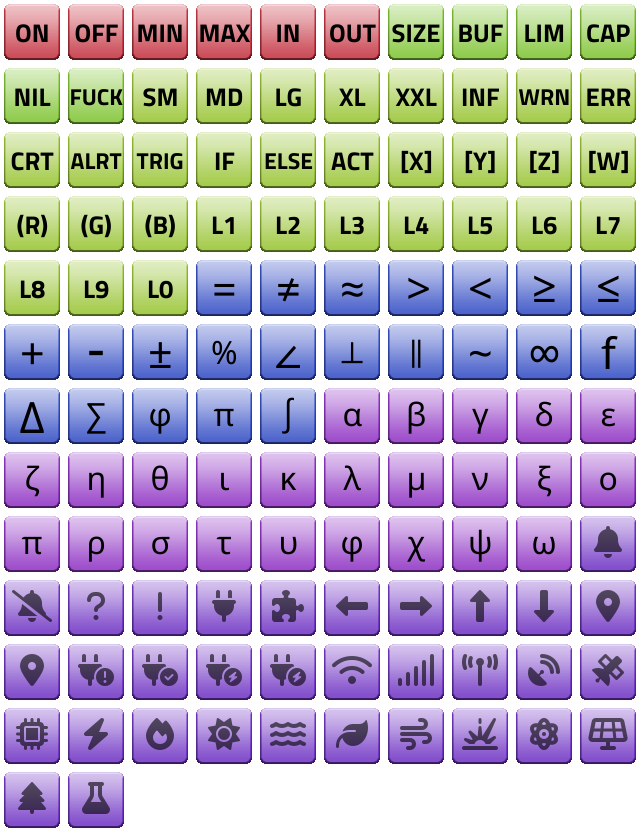 ON OFF MIN MAX IN OUT SIZE BUF LIM CAP
NIL FUCK SM MD LG XL XXL INF WRN ERR
CRT ALRT TRIG IF ELSE ACT [X] [Y] [Z] [W]
(R) (G) (B) L1 L2 L3 L4 L5 L6 L7
L8 L9 L0 = ≠ ≈ > < ≥ ≤
+ - ± % ∠ ⊥ ∥ ~ ∞ f
Δ ∑ φ π ∫ α β γ δ ε
ζ η θ ι κ λ μ ν ξ ο
π ρ σ τ υ φ χ ψ ω
? !